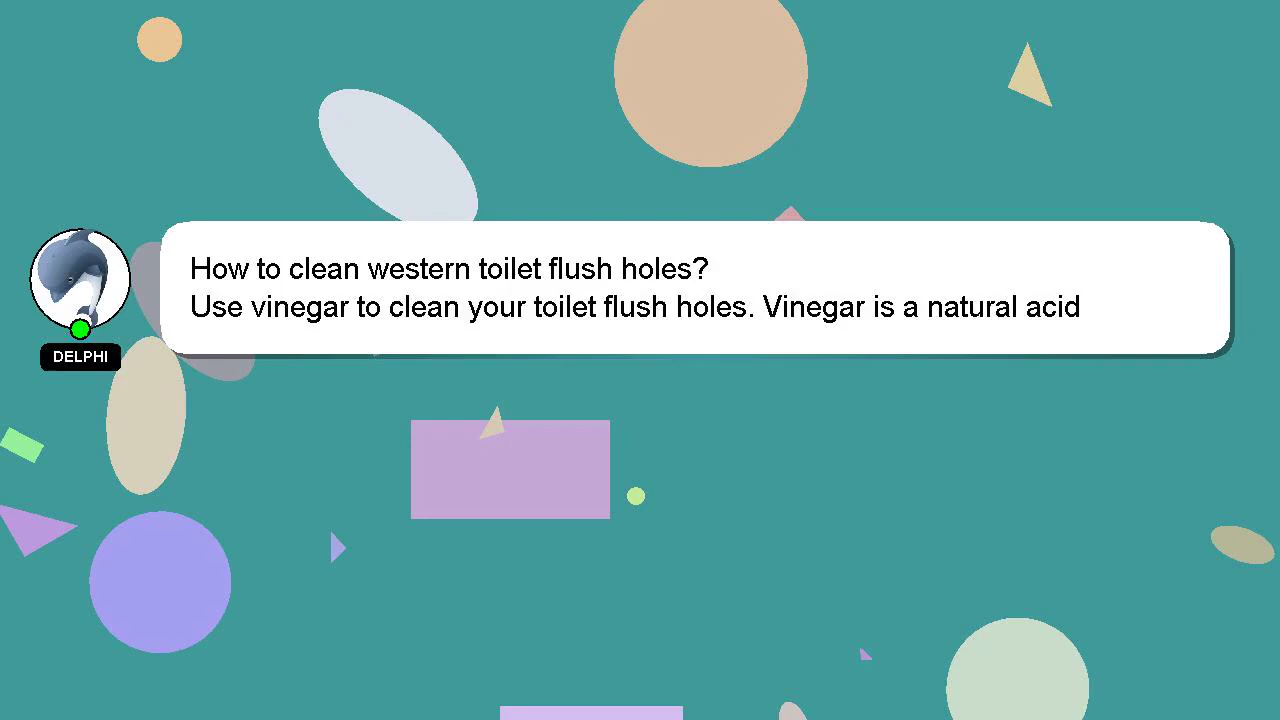 How to clean western toilet flush holes?
Use vinegar to clean your toilet flush holes. Vinegar is a natural acid
DELPHI